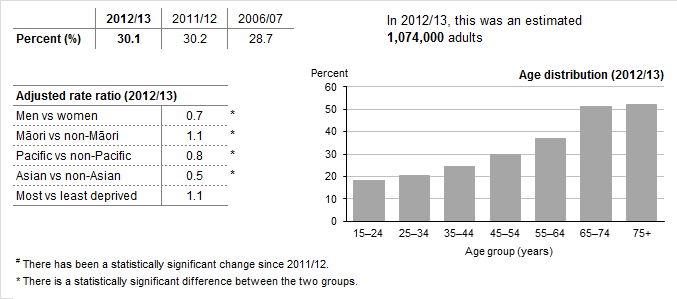 2012/13 2011/12 2006/07
Percent (%) 30.1 30.2 28.7
In 2012/13, this was an estimated
1,074,000 adults
Adjusted rate ratio (2012/13)
Men vs women 0.7 *
Māori vs non-Māori 1.1 *
Pacific vs non-Pacific 0.8 *
Asian vs non-Asian 0.5 *
Most vs least deprived 1.1
Percent Age distribution (2012/13)
60
50
40
30
20
10
0
15–24 25–34 35–44 45–54 55–64 65–74 75+
Age group (years)
# There has been a statistically significant change since 2011/12.
* There is a statistically significant difference between the two groups.